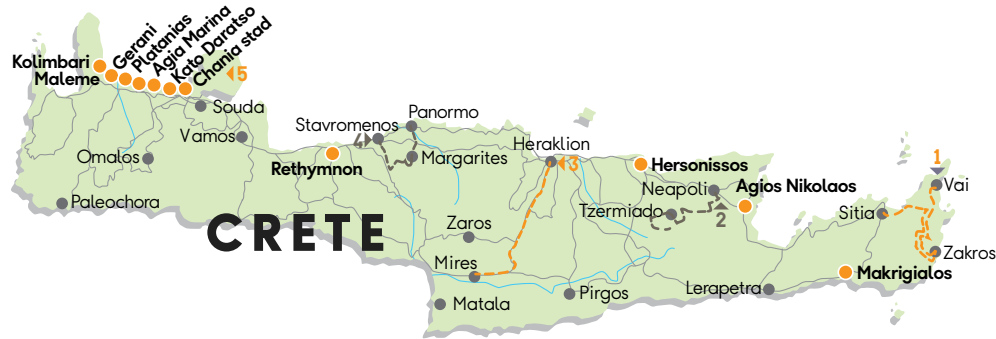 Kolimbari
Maleme
Gerani
Platanias
Agia Marina
Kato Daratso
Chania stad
5
Souda
Vamos
Omalos
Paleochora
Stavromenos
Panormo
4
Margarites
Rethymnon
CRETE
Heraklion
3
Zaros
Mires
Matala
Pirgos
Hersonissos
Neapoli
Agios Nikolaos
Tzermiado
2
1
Vai
Sitia
Zakros
Makrigialos
Lerapetra